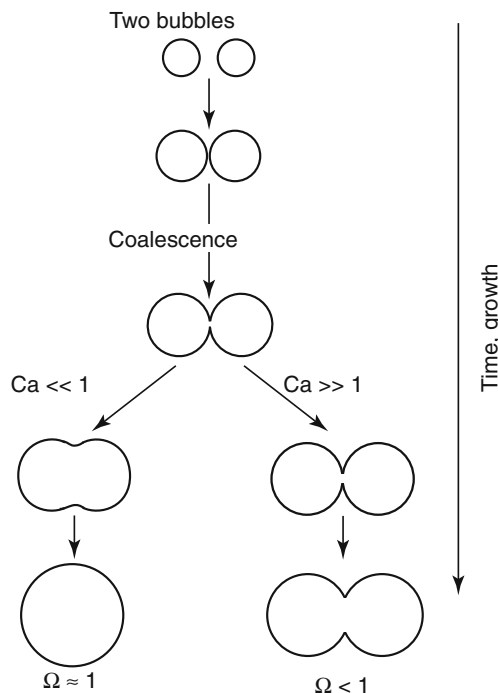 Two bubbles
Coalescence
Ca << 1
Ca >> 1
Time, growth
Ω ≈ 1
Ω < 1